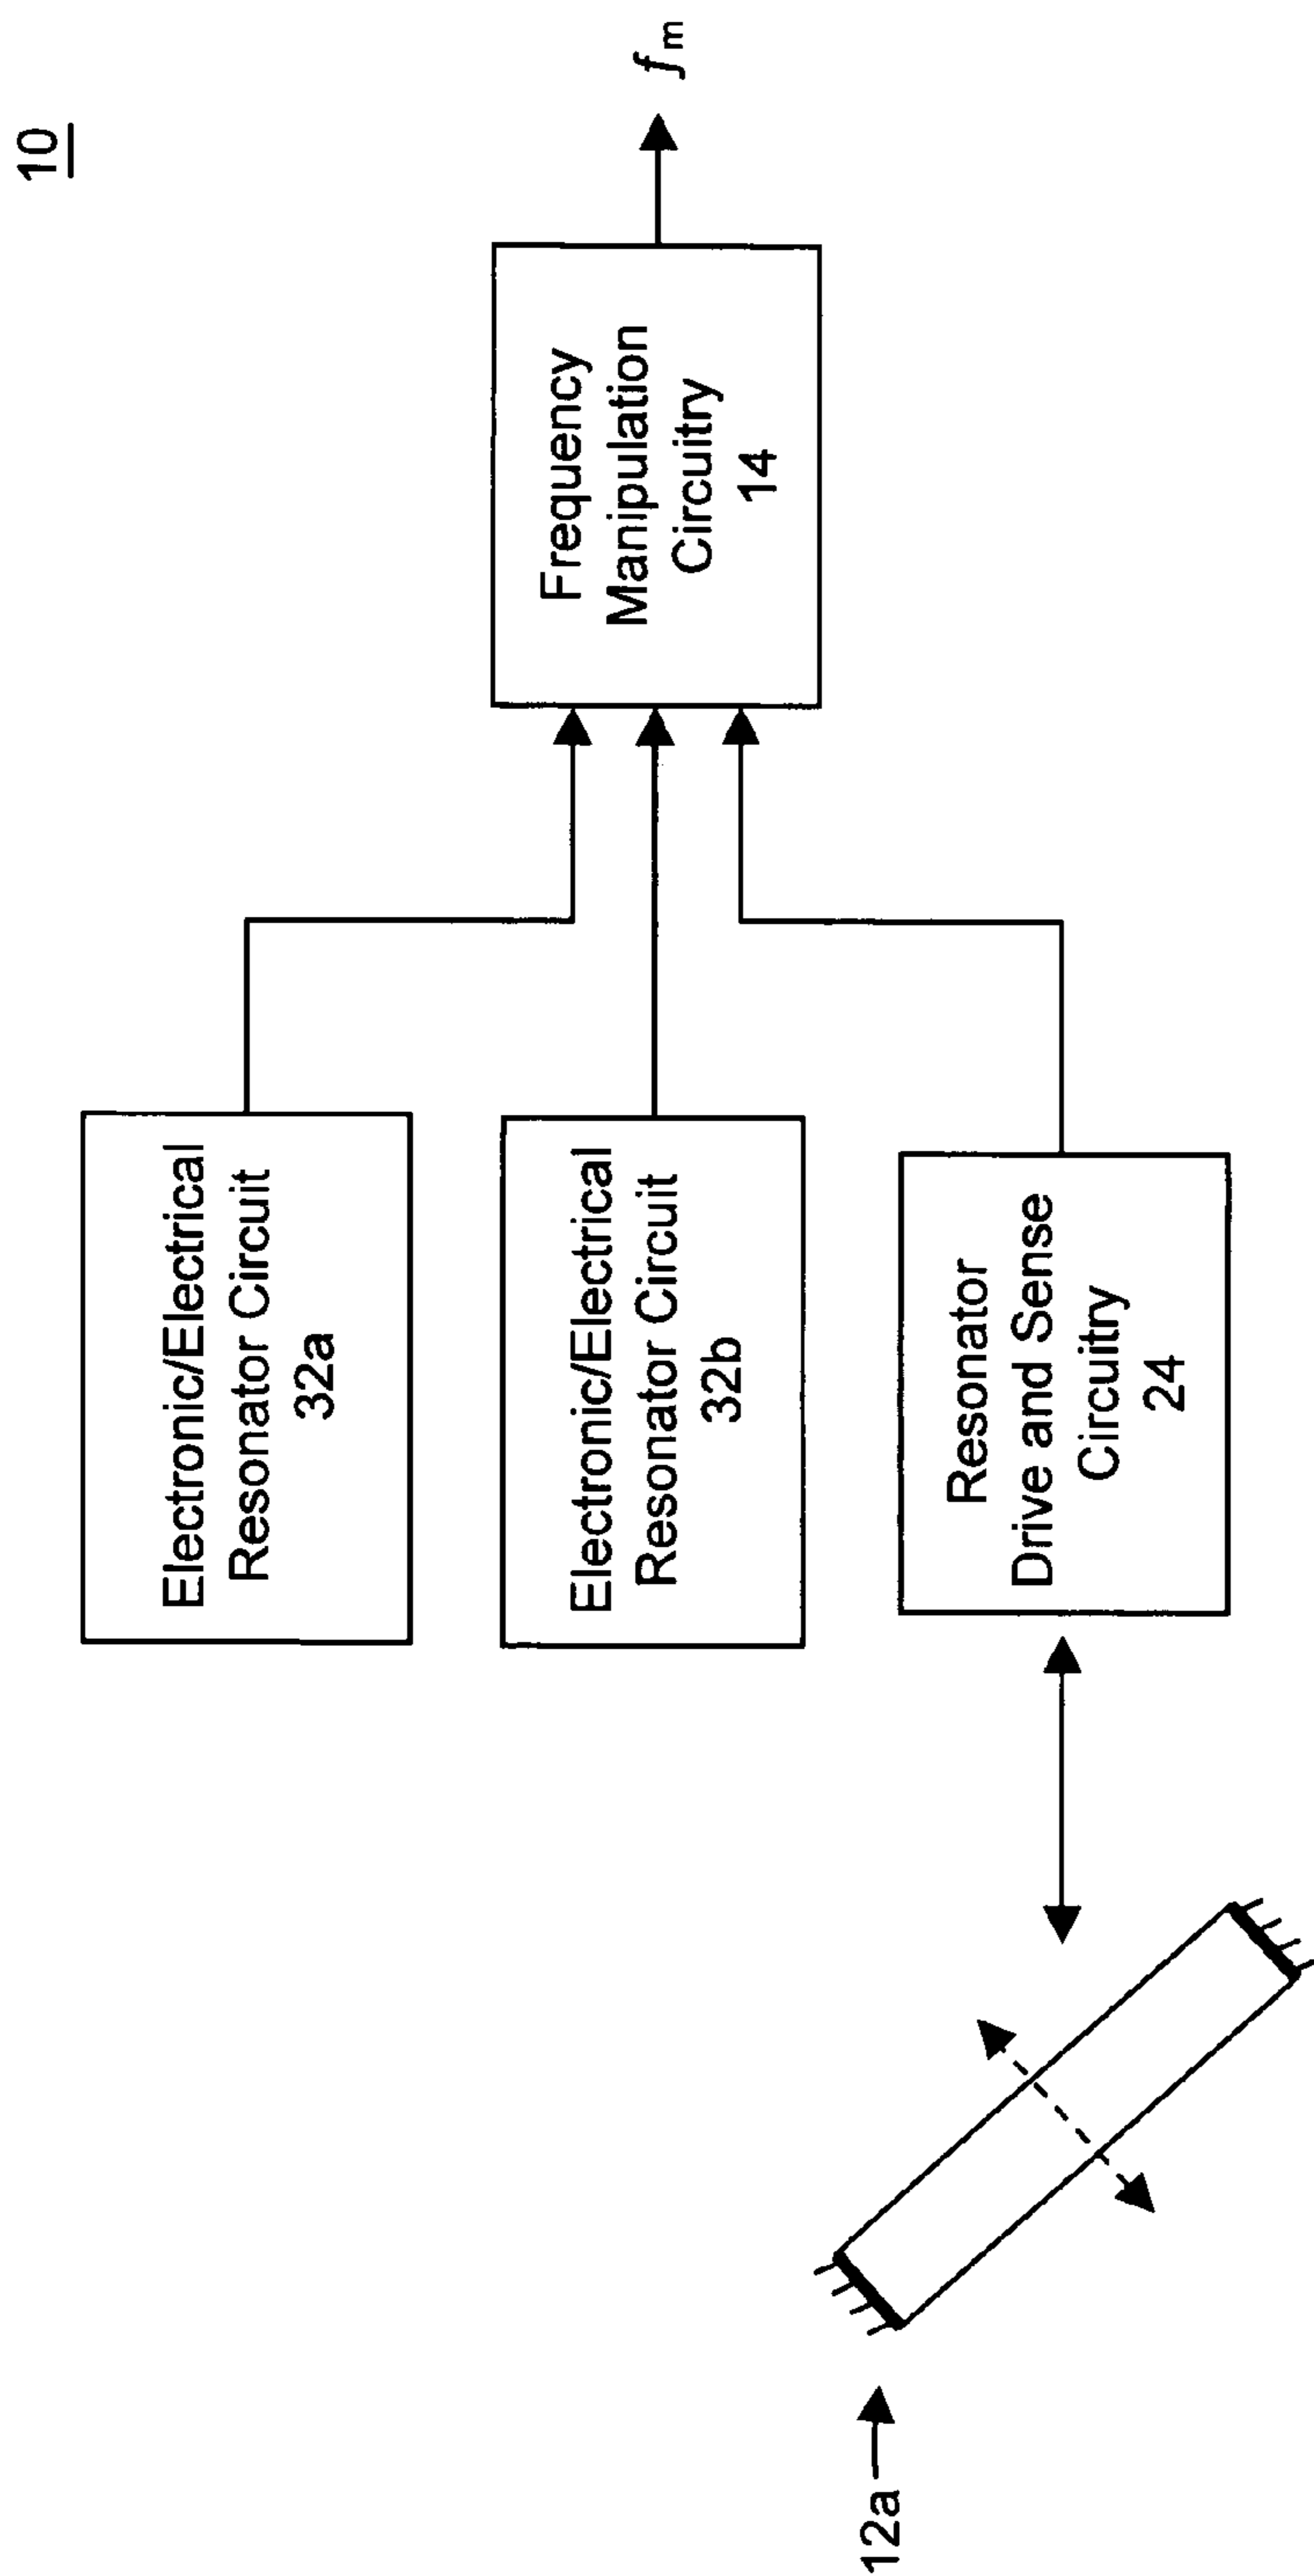 10
Electronic/Electrical
Resonator Circuit
32a
Electronic/Electrical
Resonator Circuit
32b
Frequency
Manipulation
Circuitry
14
fm
Resonator
Drive and Sense
Circuitry
24
12a